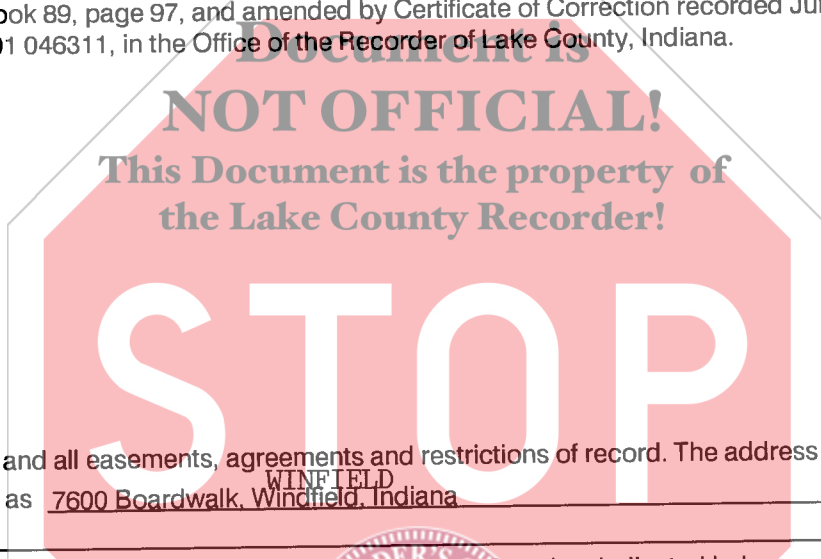 ook 89, page 97, and amended by Certificate of Correction recorded Jul
1 046311, in the Office of the Recorder of Lake County, Indiana.
Document is
NOT OFFICIAL!
This Document is the property of
the Lake County Recorder!
STOP
and all easements, agreements and restrictions of record. The address
WINFIELD
as 7600 Boardwalk, Windfield, Indiana
DER'S